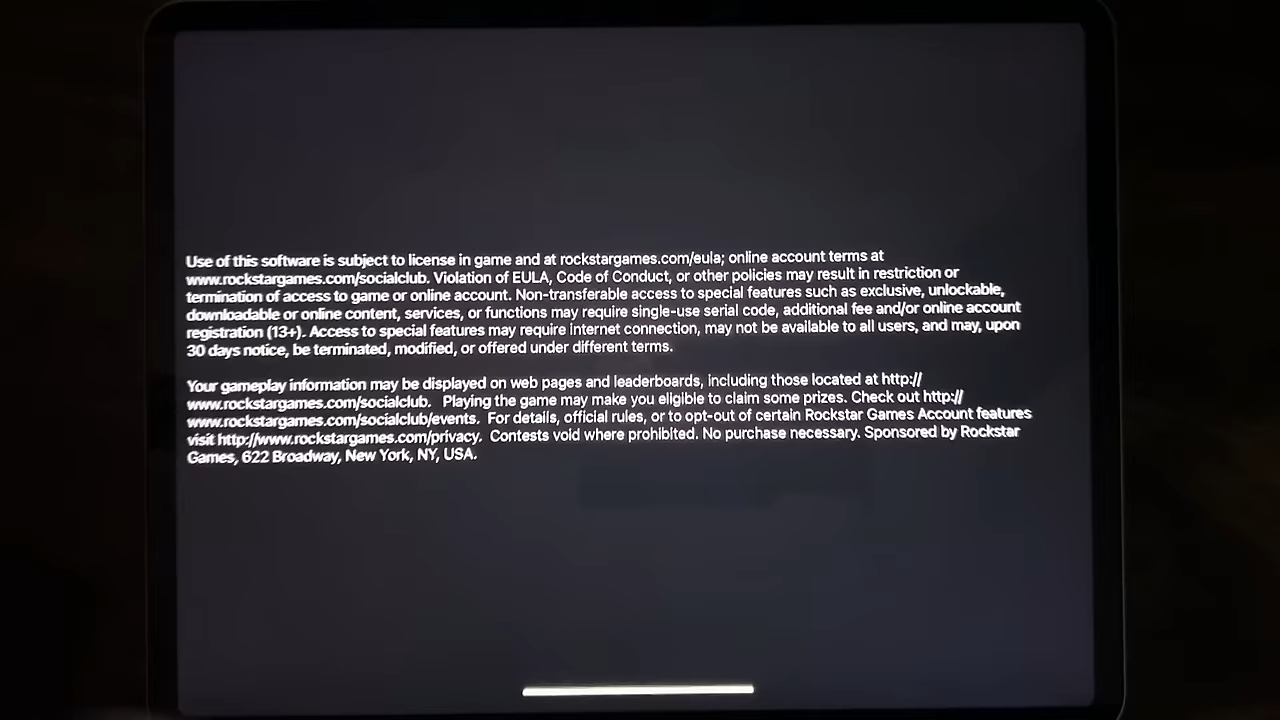 Use of this software is subject to license in game and at rockstargames.com/eula; online account terms at
www.rockstargames.com/socialclub. Violation of EULA, Code of Conduct, or other policies may result in restriction or
termination of access to game or online account. Non-transferable access to special features such as exclusive, unlockable,
downloadable or online content, services, or functions may require single-use serial code, additional fee and/or online account
registration (13+). Access to special features may require internet connection, may not be available to all users, and may, upon
30 days notice, be terminated, modified, or offered under different terms.
Your gameplay information may be displayed on web pages and leaderboards, including those located at http://
www.rockstargames.com/socialclub. Playing the game may make you eligible to claim some prizes. Check out http://
www.rockstargames.com/socialclub/events. For details, official rules, or to opt-out of certain Rockstar Games Account features
visit http://www.rockstargames.com/privacy. Contests void where prohibited. No purchase necessary. Sponsored by Rockstar
Games, 622 Broadway, New York, NY, USA.